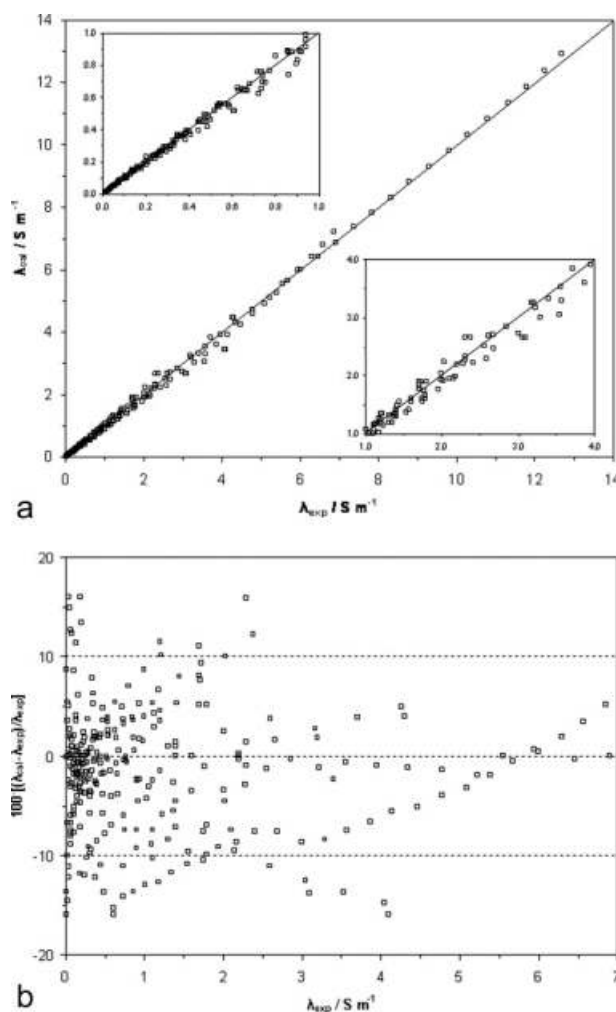 14
12
10
8
6
4
2
0
λcal / S m⁻¹
1.0
0.8
0.6
0.4
0.2
0.0
0.0 0.2 0.4 0.6 0.8 1.0
4.0
3.0
2.0
1.0
1.0 2.0 3.0 4.0
0 2 4 6 8 10 12 14
a
λexp / S m⁻¹
20
10
0
-10
-20
100 [(λcal-λexp)/λexp]
0 1 2 3 4 5 6 7
b
λexp / S m⁻¹